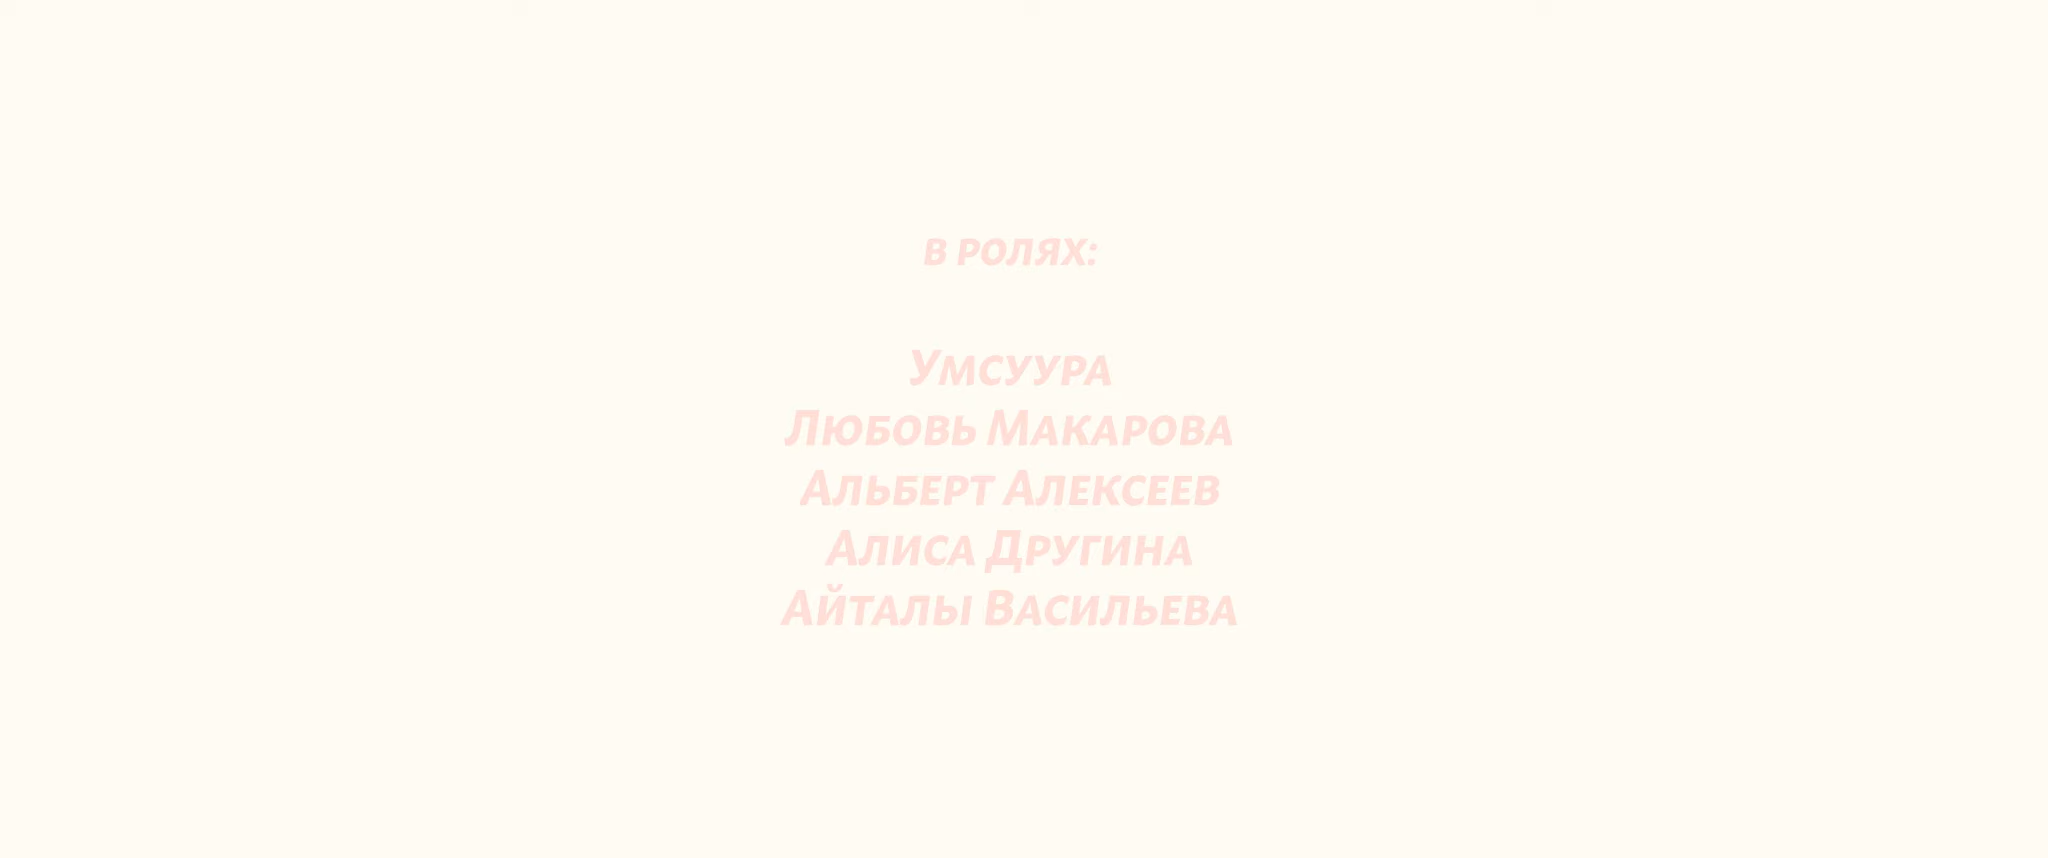 в ролях:
Умсуура
Любовь Макарова
Альберт Алексеев
Алиса Другина
Айталы Васильева